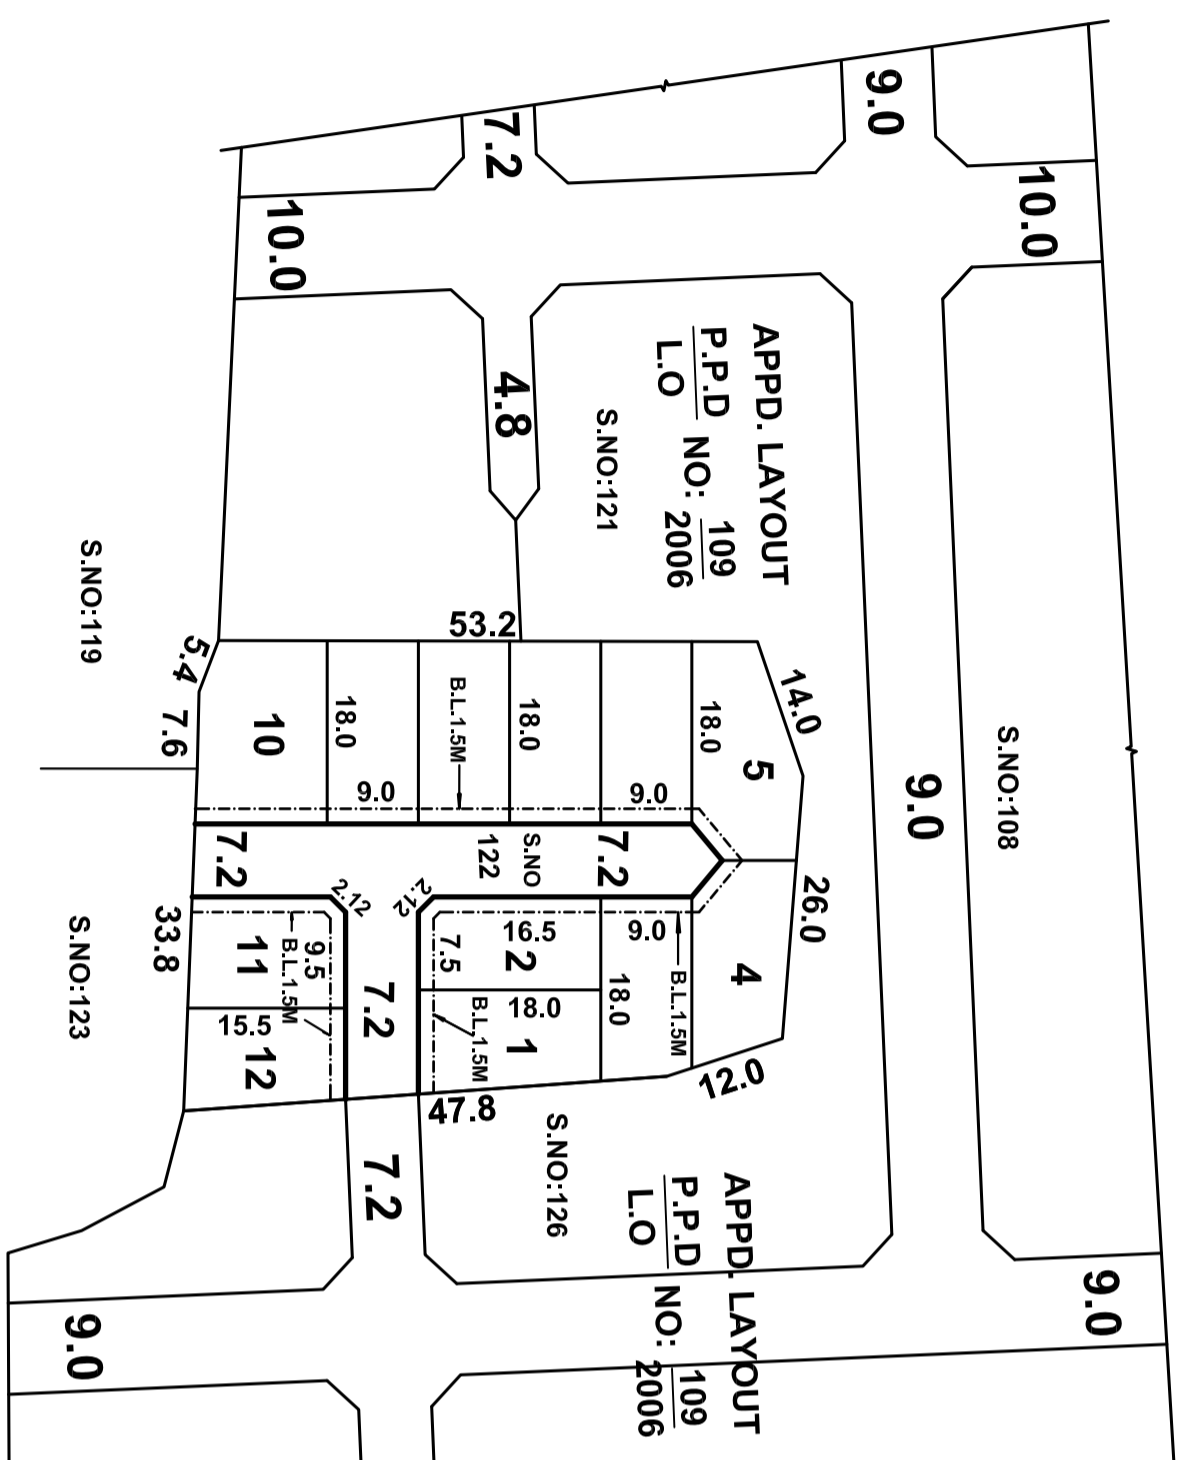 9.0
7.2
10.0
10.0
APPD. LAYOUT
P.P.D
L.O
NO:
109
2006
4.8
S.NO:121
S.NO:119
53.2
5.4
7.6
14.0
S.NO:108
10
18.0
B.L.1.5M
18.0
18.0
5
9.0
9.0
9.0
7.2
122
S.NO
7.2
26.0
2.12
2.12
33.8
S.NO:123
11
9.5
B.L.1.5M
7.5
16.5
2
9.0
18.0
B.L.1.5M
4
15.5
12
7.2
B.L.1.5M
18.0
1
12.0
47.8
S.NO:126
7.2
APPD. LAYOUT
P.P.D
L.O
NO:
109
2006
9.0
9.0